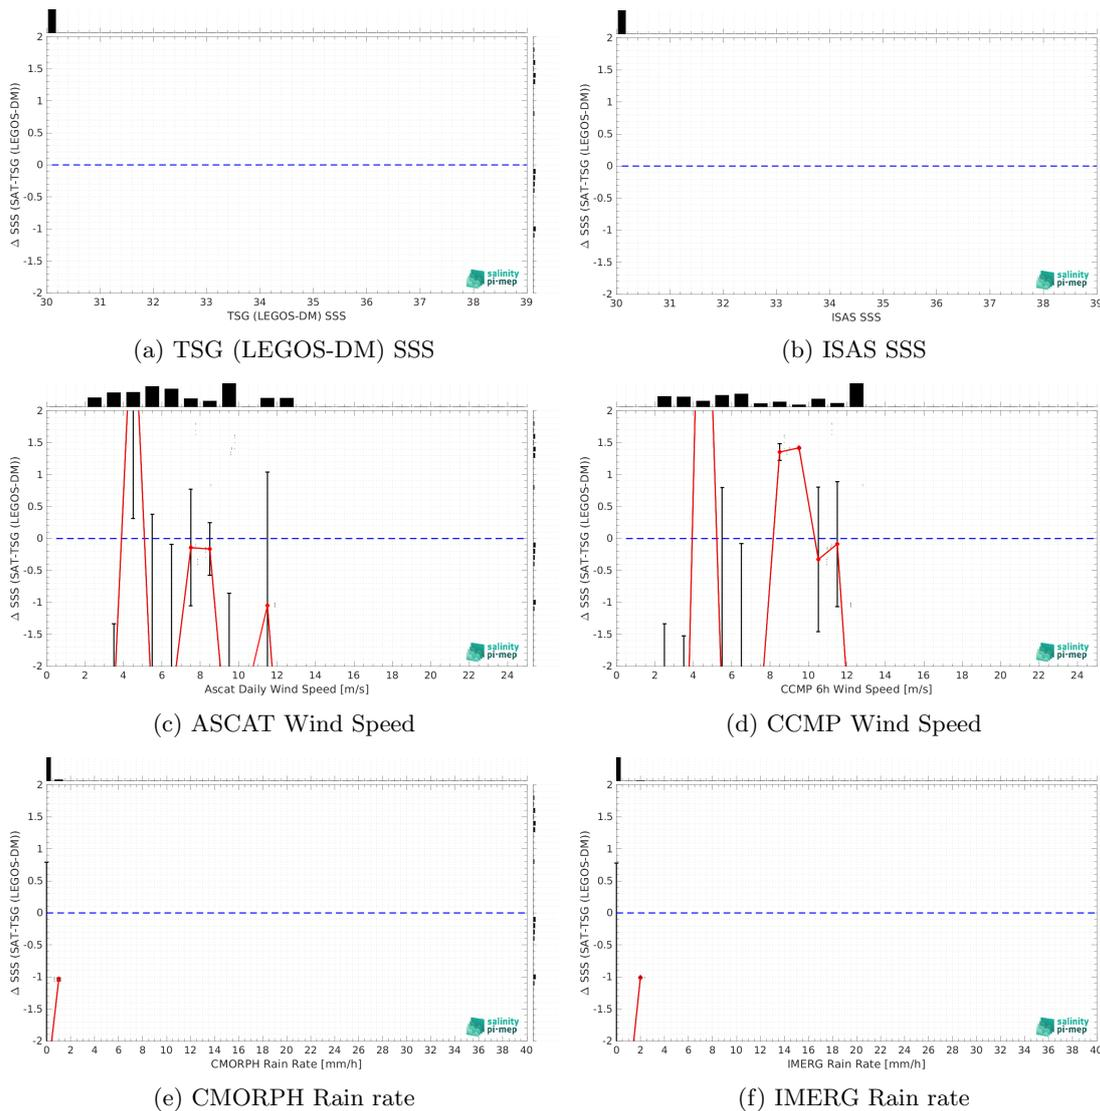 2
1.5
1
0.5
0
-0.5
-1
-1.5
-2
Δ SSS (SAT-TSG (LEGOS-DM))
salinity
pi-mep
30 31 32 33 34 35 36 37 38 39
TSG (LEGOS-DM) SSS
2
1.5
1
0.5
0
-0.5
-1
-1.5
-2
Δ SSS (SAT-TSG (LEGOS-DM))
salinity
pi-mep
30 31 32 33 34 35 36 37 38 39
ISAS SSS
(a) TSG (LEGOS-DM) SSS
(b) ISAS SSS
2
1.5
1
0.5
0
-0.5
-1
-1.5
-2
Δ SSS (SAT-TSG (LEGOS-DM))
salinity
pi-mep
0 2 4 6 8 10 12 14 16 18 20 22 24
Ascat Daily Wind Speed [m/s]
2
1.5
1
0.5
0
-0.5
-1
-1.5
-2
Δ SSS (SAT-TSG (LEGOS-DM))
salinity
pi-mep
0 2 4 6 8 10 12 14 16 18 20 22 24
CCMP 6h Wind Speed [m/s]
(c) ASCAT Wind Speed
(d) CCMP Wind Speed
2
1.5
1
0.5
0
-0.5
-1
-1.5
-2
Δ SSS (SAT-TSG (LEGOS-DM))
salinity
pi-mep
0 2 4 6 8 10 12 14 16 18 20 22 24 26 28 30 32 34 36 38 40
CMORPH Rain Rate [mm/h]
2
1.5
1
0.5
0
-0.5
-1
-1.5
-2
Δ SSS (SAT-TSG (LEGOS-DM))
salinity
pi-mep
0 2 4 6 8 10 12 14 16 18 20 22 24 26 28 30 32 34 36 38 40
IMERG Rain Rate [mm/h]
(e) CMORPH Rain rate
(f) IMERG Rain rate